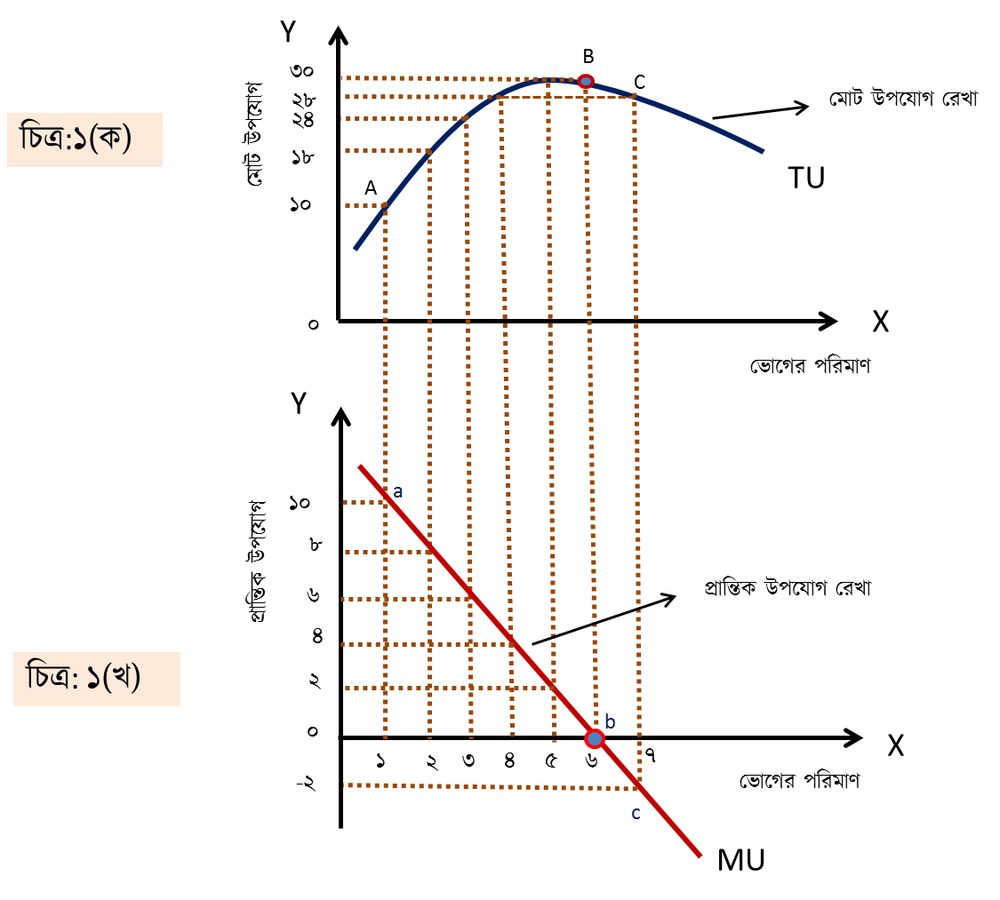 Y
B
৩০
C
২৮
মোট উপযোগ রেখা
২৪
মোট উপযোগ
চিত্র:১(ক)
১৮
TU
A
১০
০
X
ভোগের পরিমাণ
Y
a
১০
৮
প্রান্তিক উপযোগ
৬
প্রান্তিক উপযোগ রেখা
৪
চিত্র: ১(খ)
২
b
০
X
১ ২ ৩ ৪ ৫ ৬ ৭
ভোগের পরিমাণ
-২
c
MU